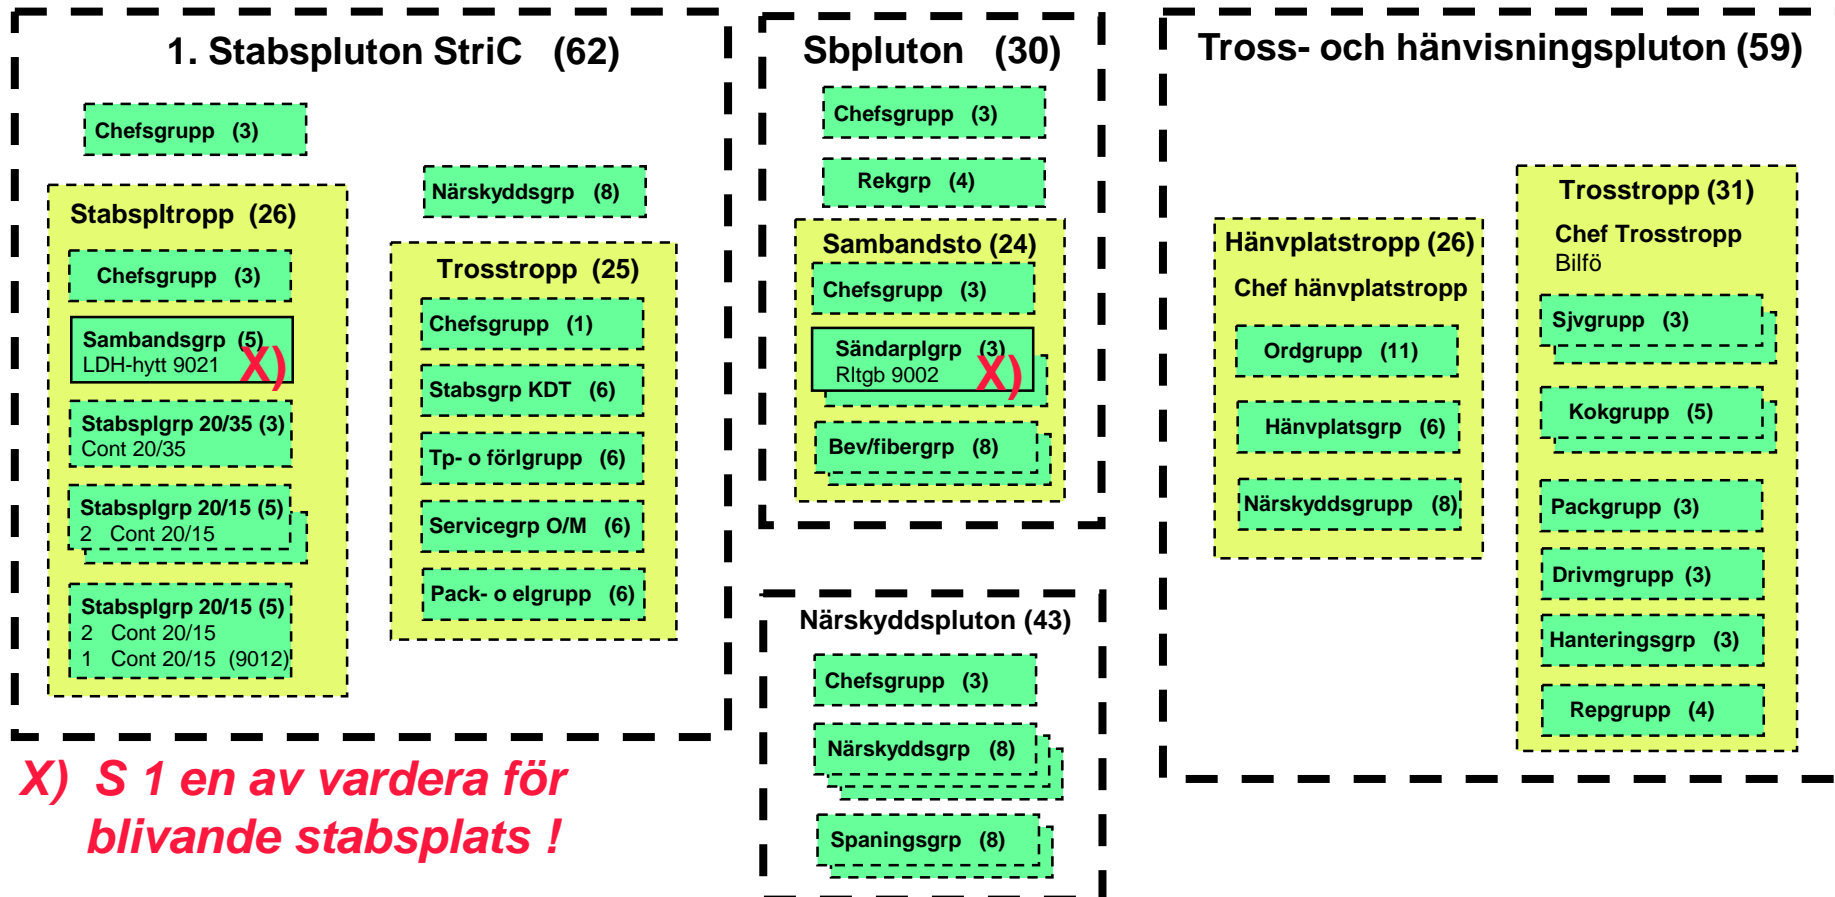 1. Stabspluton StriC (62)
Chefsgrupp (3)
Stabspltropp (26)
Chefsgrupp (3)
Sambandsgrp (5)
LDH-hytt 9021
X)
Stabsplgrp 20/35 (3)
Cont 20/35
Stabsplgrp 20/15 (5)
2 Cont 20/15
Stabsplgrp 20/15 (5)
2 Cont 20/15
1 Cont 20/15 (9012)
Närskyddsgrp (8)
Trosstropp (25)
Chefsgrupp (1)
Stabsgrp KDT (6)
Tp- o förlgrupp (6)
Servicegrp O/M (6)
Pack- o elgrupp (6)
X) S 1 en av vardera för
blivande stabsplats !
Sbpluton (30)
Chefsgrupp (3)
Rekgrp (4)
Sambandsto (24)
Chefsgrupp (3)
Sändarplgrp (3)
Rltgb 9002
X)
Bev/fibergrp (8)
Närskyddspluton (43)
Chefsgrupp (3)
Närskyddsgrp (8)
Spaningsgrp (8)
Tross- och hänvisningspluton (59)
Hänvplatstropp (26)
Chef hänvplatstropp
Ordgrupp (11)
Hänvplatsgrp (6)
Närskyddsgrupp (8)
Trosstropp (31)
Chef Trosstropp
Bilfö
Sjvgrupp (3)
Kokgrupp (5)
Packgrupp (3)
Drivmgrupp (3)
Hanteringsgrp (3)
Repgrupp (4)